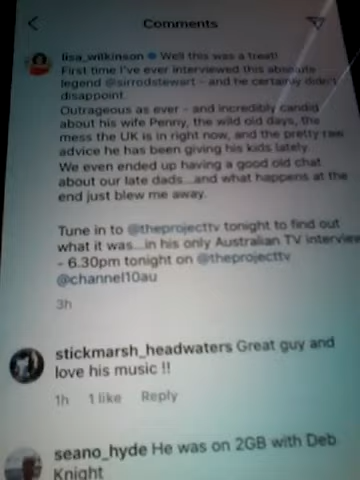 Comments
lisa_wilkinson Well this was a treat!
First time I've ever interviewed this absolute
legend @sirrodstewart - and he certainly didn't
disappoint.
Outrageous as ever - and incredibly candid
about his wife Penny, the wild old days, the
mess the UK is in right now, and the pretty raw
advice he has been giving his kids lately.
We even ended up having a good old chat
about our late dads...and what happens at the
end just blew me away.
Tune in to @theprojecttv tonight to find out
what it was...in his only Australian TV interview
- 6.30pm tonight on @theprojecttv
@channel10au
3h
stickmarsh_headwaters Great guy and
love his music !!
1h 1 like Reply
seano_hyde He was on 2GB with Deb
Knight